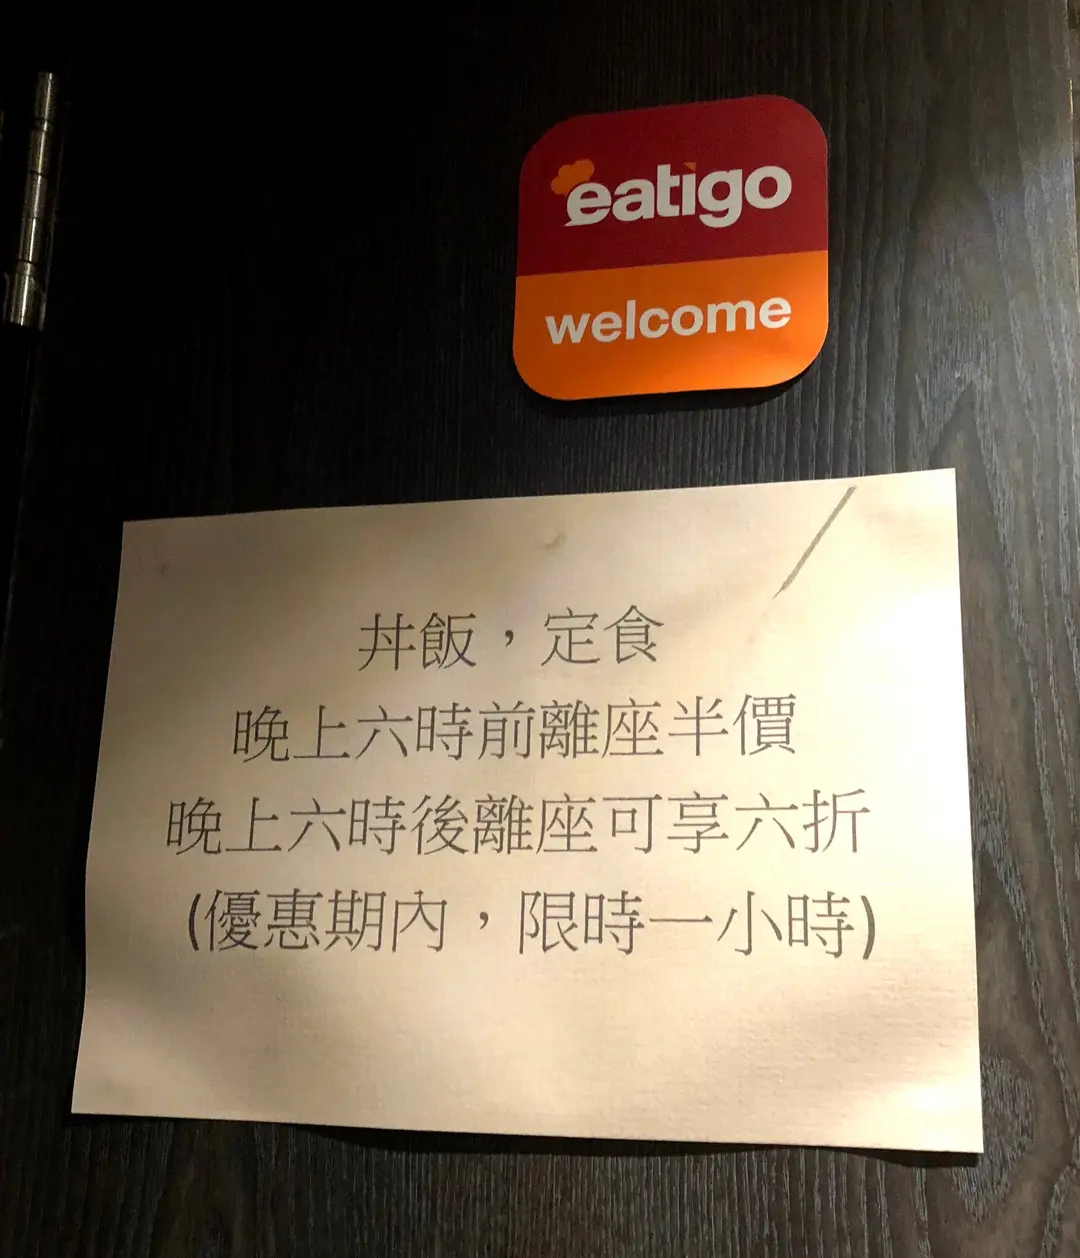 eatigo
welcome
丼飯，定食
晚上六時前離座半價
晚上六時後離座可享六折
(優惠期內，限時一小時)